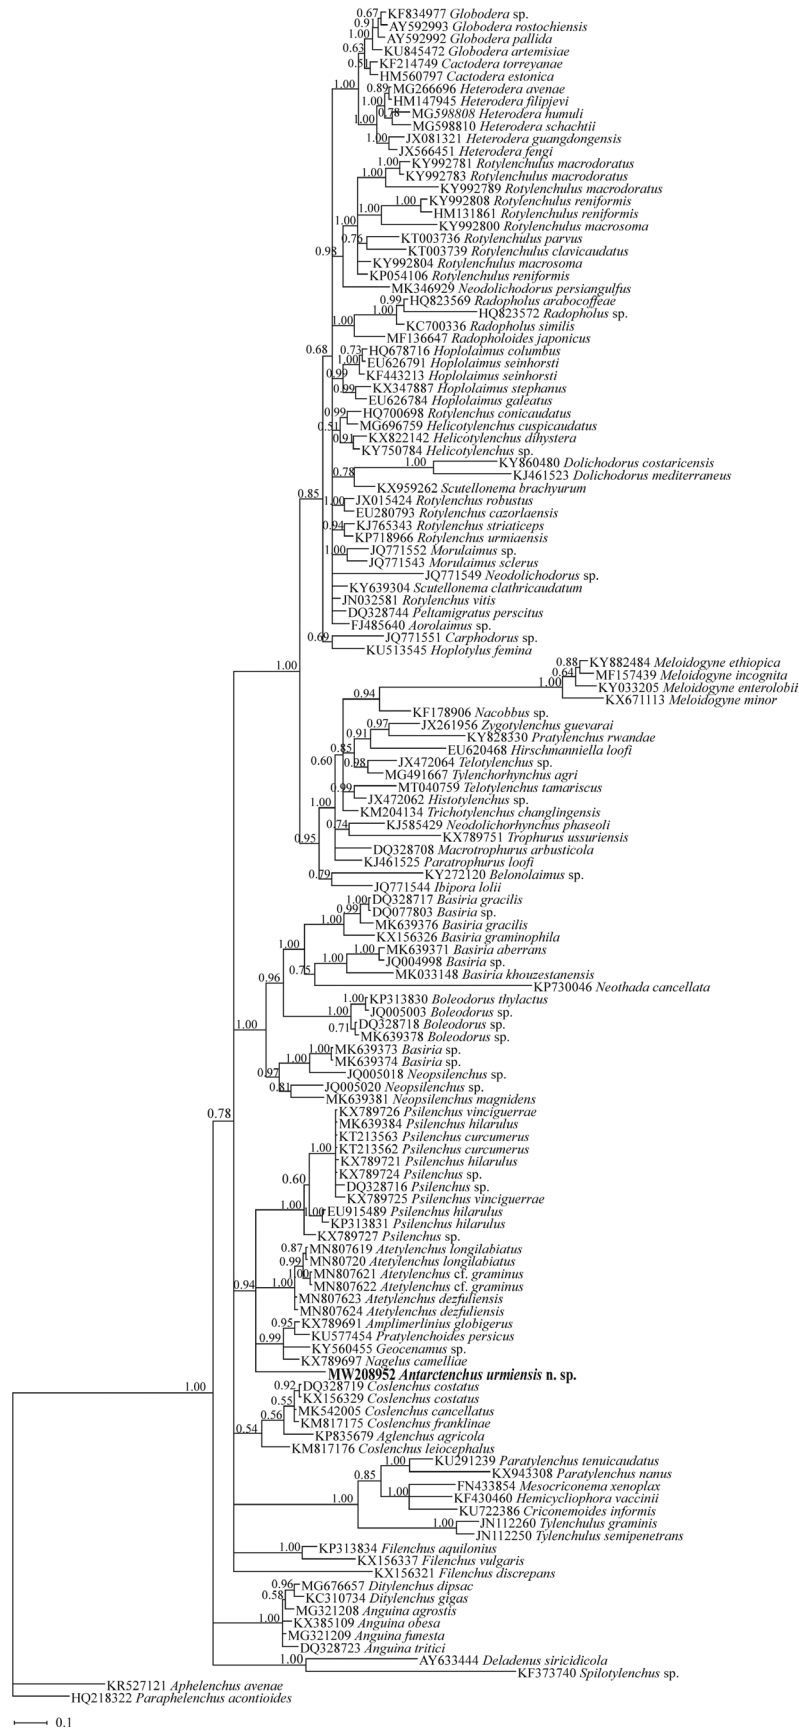 0.67 KF834977 Globodera sp.
0.91 AY592993 Globodera rostochiensis
1.00 AY592992 Globodera pallida
0.63 KU845472 Globodera artemisiae
0.51 KF214749 Cactodera torreyanae
HM560797 Cactodera estonica
1.00 0.89 MG266696 Heterodera avenae
1.00 HM147945 Heterodera filipjevi
0.78 MG598808 Heterodera humuli
1.00 MG598810 Heterodera schachtii
1.00 JX081321 Heterodera guangdongensis
JX566451 Heterodera fengi
1.00 KY992781 Rotylenchulus macrodoratus
1.00 KY992783 Rotylenchulus macrodoratus
KY992789 Rotylenchulus macrodoratus
1.00 KY992808 Rotylenchulus reniformis
1.00 HM131861 Rotylenchulus reniformis
1.00 KY992800 Rotylenchulus macrosoma
0.76 KT003736 Rotylenchulus parvus
0.98 KT003739 Rotylenchulus clavicaudatus
KY992804 Rotylenchulus macrosoma
KP054106 Rotylenchulus reniformis
MK346929 Neodolichodorus persiangulfus
0.99 HQ823569 Radopholus arabocoffeae
1.00 HQ823572 Radopholus sp.
1.00 KC700336 Radopholus similis
MF136647 Radopholoides japonicus
0.68 0.73 HQ678716 Hoplolaimus columbus
1.00 EU626791 Hoplolaimus seinhorsti
0.99 KF443213 Hoplolaimus seinhorsti
0.99 KX347887 Hoplolaimus stephanus
EU626784 Hoplolaimus galeatus
0.99 HQ700698 Rotylenchus conicaudatus
0.51 MG696759 Helicotylenchus cuspicaudatus
0.91 KX822142 Helicotylenchus dihystera
KY750784 Helicotylenchus sp.
1.00 KY860480 Dolichodorus costaricensis
0.78 KJ461523 Dolichodorus mediterraneus
KX959262 Scutellonema brachyurum
0.85 1.00 JX015424 Rotylenchus robustus
EU280793 Rotylenchus cazorlaensis
0.94 KJ765343 Rotylenchus striaticeps
KP718966 Rotylenchus urmiaensis
1.00 JQ771552 Morulaimus sp.
JQ771543 Morulaimus sclerus
JQ771549 Neodolichodorus sp.
KY639304 Scutellonema clathricaudatum
JN032581 Rotylenchus vitis
DQ328744 Peltamigratus perscitus
FJ485640 Aorolaimus sp.
0.69 JQ771551 Carphodorus sp.
KU513545 Hoplotylus femina
1.00 0.88 KY882484 Meloidogyne ethiopica
0.64 MF157439 Meloidogyne incognita
1.00 KY033205 Meloidogyne enterolobii
0.94 KX671113 Meloidogyne minor
KF178906 Nacobbus sp.
0.97 JX261956 Zygotylenchus guevarai
0.91 KY828330 Pratylenchus rwandae
0.85 EU620468 Hirschmanniella loofi
0.60 0.98 JX472064 Telotylenchus sp.
MG491667 Tylenchorhynchus agri
0.99 MT040759 Telotylenchus tamariscus
1.00 JX472062 Histotylenchus sp.
KM204134 Trichotylenchus changlingensis
0.74 KJ585429 Neodolichorhynchus phaseoli
0.95 KX789751 Trophurus ussuriensis
DQ328708 Macrotrophurus arbusticola
KJ461525 Paratrophurus loofi
0.79 KY272120 Belonolaimus sp.
JQ771544 Ibipora lolii
1.00 DQ328717 Basiria gracilis
0.99 DQ077803 Basiria sp.
1.00 MK639376 Basiria gracilis
KX156326 Basiria graminophila
1.00 1.00 MK639371 Basiria aberrans
1.00 JQ004998 Basiria sp.
0.75 MK033148 Basiria khouzestanensis
0.96 KP730046 Neothada cancellata
1.00 KP313830 Boleodorus thylactus
1.00 JQ005003 Boleodorus sp.
1.00 0.71 DQ328718 Boleodorus sp.
MK639378 Boleodorus sp.
1.00 MK639373 Basiria sp.
1.00 MK639374 Basiria sp.
0.97 JQ005018 Neopsilenchus sp.
0.81 JQ005020 Neopsilenchus sp.
MK639381 Neopsilenchus magnidens
0.78 KX789726 Psilenchus vinciguerrae
MK639384 Psilenchus hilarulus
KT213563 Psilenchus curcumerus
1.00 KT213562 Psilenchus curcumerus
KX789721 Psilenchus hilarulus
0.60 KX789724 Psilenchus sp.
DQ328716 Psilenchus sp.
KX789725 Psilenchus vinciguerrae
1.00 1.00 EU915489 Psilenchus hilarulus
KP313831 Psilenchus hilarulus
KX789727 Psilenchus sp.
0.87 MN807619 Atetylenchus longilabiatus
0.99 MN80720 Atetylenchus longilabiatus
1.00 MN807621 Atetylenchus cf. graminus
0.94 1.00 MN807622 Atetylenchus cf. graminus
MN807623 Atetylenchus dezfuliensis
MN807624 Atetylenchus dezfuliensis
0.95 KX789691 Amplimerlinius globigerus
0.99 KU577454 Pratylenchoides persicus
KY560455 Geocenamus sp.
KX789697 Nagelus camelliae
MW208952 Antarctenchus urmiensis n. sp.
1.00 0.92 DQ328719 Coslenchus costatus
0.55 KX156329 Coslenchus costatus
0.56 MK542005 Coslenchus cancellatus
KM817175 Coslenchus franklinae
0.54 KP835679 Aglenchus agricola
KM817176 Coslenchus leiocephalus
1.00 KU291239 Paratylenchus tenuicaudatus
0.85 KX943308 Paratylenchus nanus
1.00 FN433854 Mesocriconema xenoplax
1.00 KF430460 Hemicycliophora vaccinii
KU722386 Criconemoides informis
1.00 JN112260 Tylenchulus graminis
JN112250 Tylenchulus semipenetrans
1.00 KP313834 Filenchus aquilonius
KX156337 Filenchus vulgaris
KX156321 Filenchus discrepans
0.96 MG676657 Ditylenchus dipsac
0.58 KC310734 Ditylenchus gigas
MG321208 Anguina agrostis
1.00 KX385109 Anguina obesa
MG321209 Anguina funesta
DQ328723 Anguina tritici
1.00 AY633444 Deladenus siricidicola
KF373740 Spilotylenchus sp.
KR527121 Aphelenchus avenae
HQ218322 Paraphelenchus acontioides
0.1